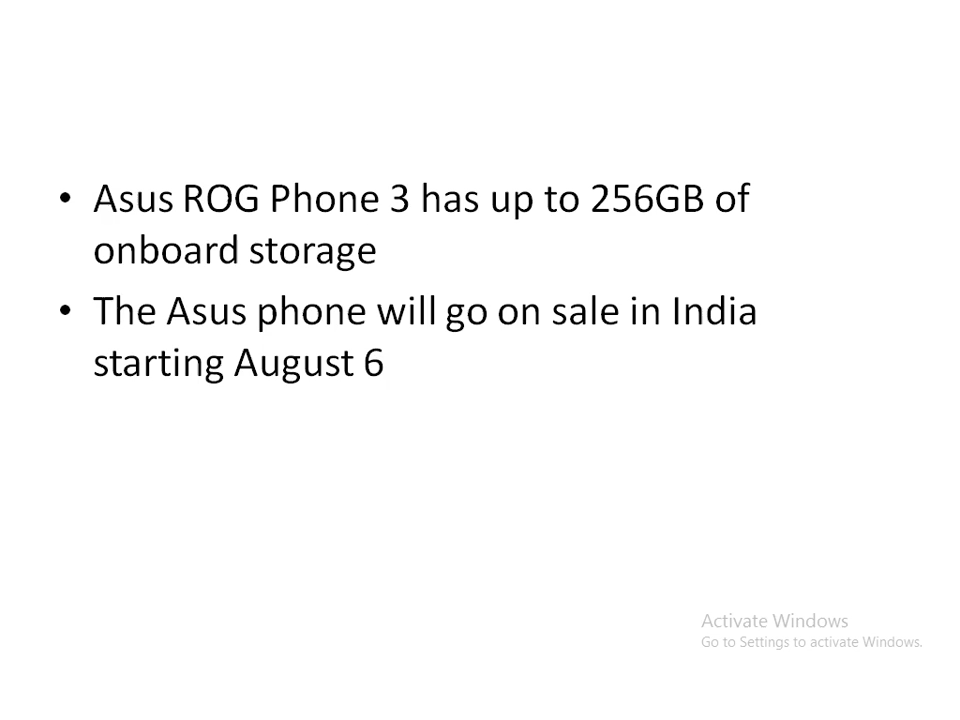 • Asus ROG Phone 3 has up to 256GB of
onboard storage
• The Asus phone will go on sale in India
starting August 6
Activate Windows
Go to Settings to activate Windows.